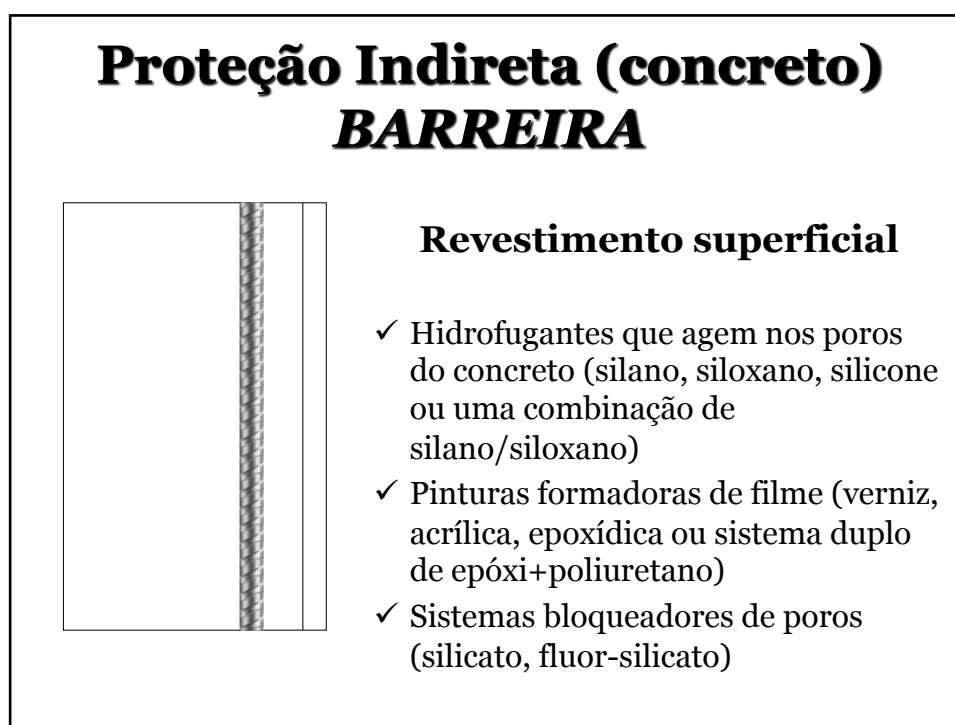 Proteção Indireta (concreto)
BARREIRA
Revestimento superficial
✓ Hidrofugantes que agem nos poros
do concreto (silano, siloxano, silicone
ou uma combinação de
silano/siloxano)
✓ Pinturas formadoras de filme (verniz,
acrílica, epoxídica ou sistema duplo
de epóxi+poliuretano)
✓ Sistemas bloqueadores de poros
(silicato, fluor-silicato)